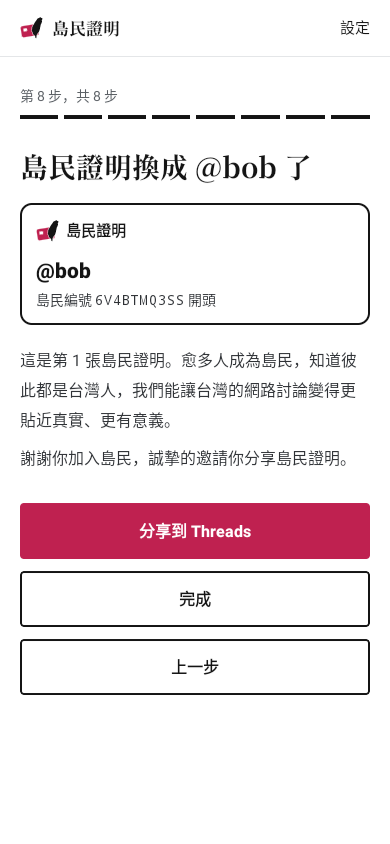 島民證明
設定
第 8 步，共 8 步
島民證明換成 @bob 了
島民證明
@bob
島民編號 6V4BTMQ3SS 開頭
這是第 1 張島民證明。愈多人成為島民，知道彼
此都是台灣人，我們能讓台灣的網路討論變得更
貼近真實、更有意義。
謝謝你加入島民，誠摯的邀請你分享島民證明。
分享到 Threads
完成
上一步